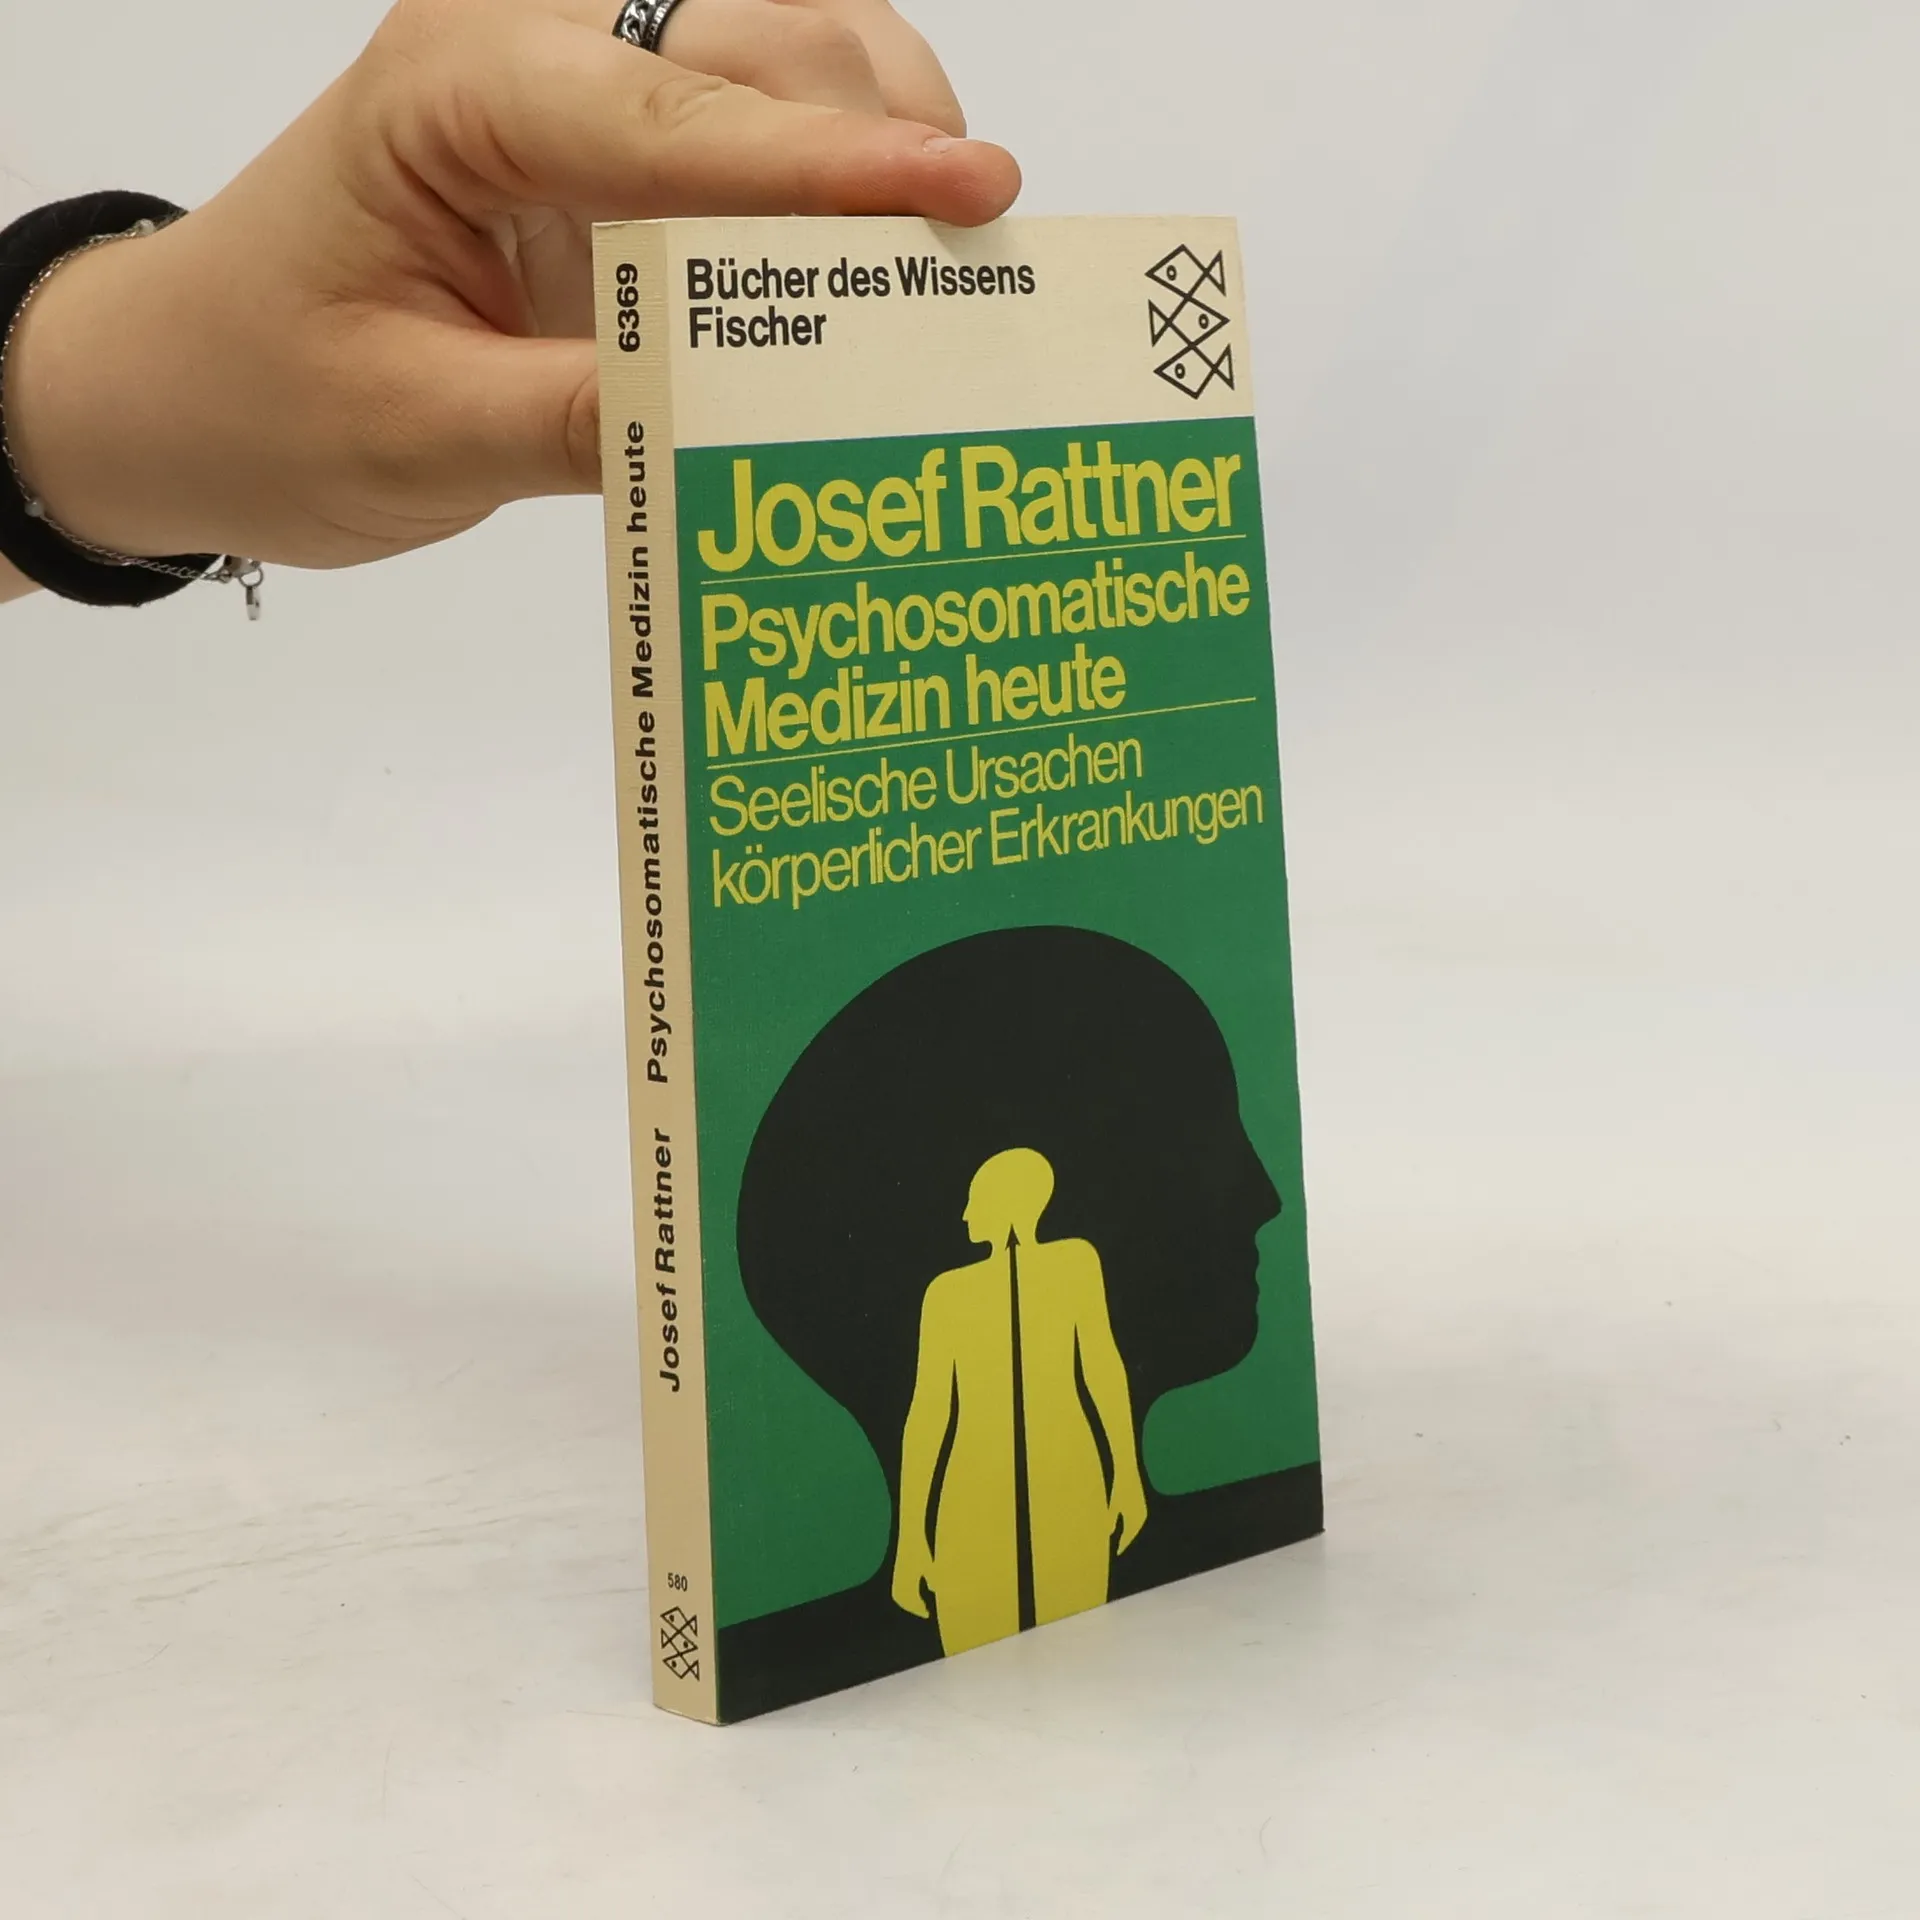 Bücher des Wissens
Fischer
Josef Rattner
Psychosomatische
Medizin heute
Seelische Ursachen
körperlicher Erkrankungen
Josef Rattner Psychosomatische Medizin heute 6369
580